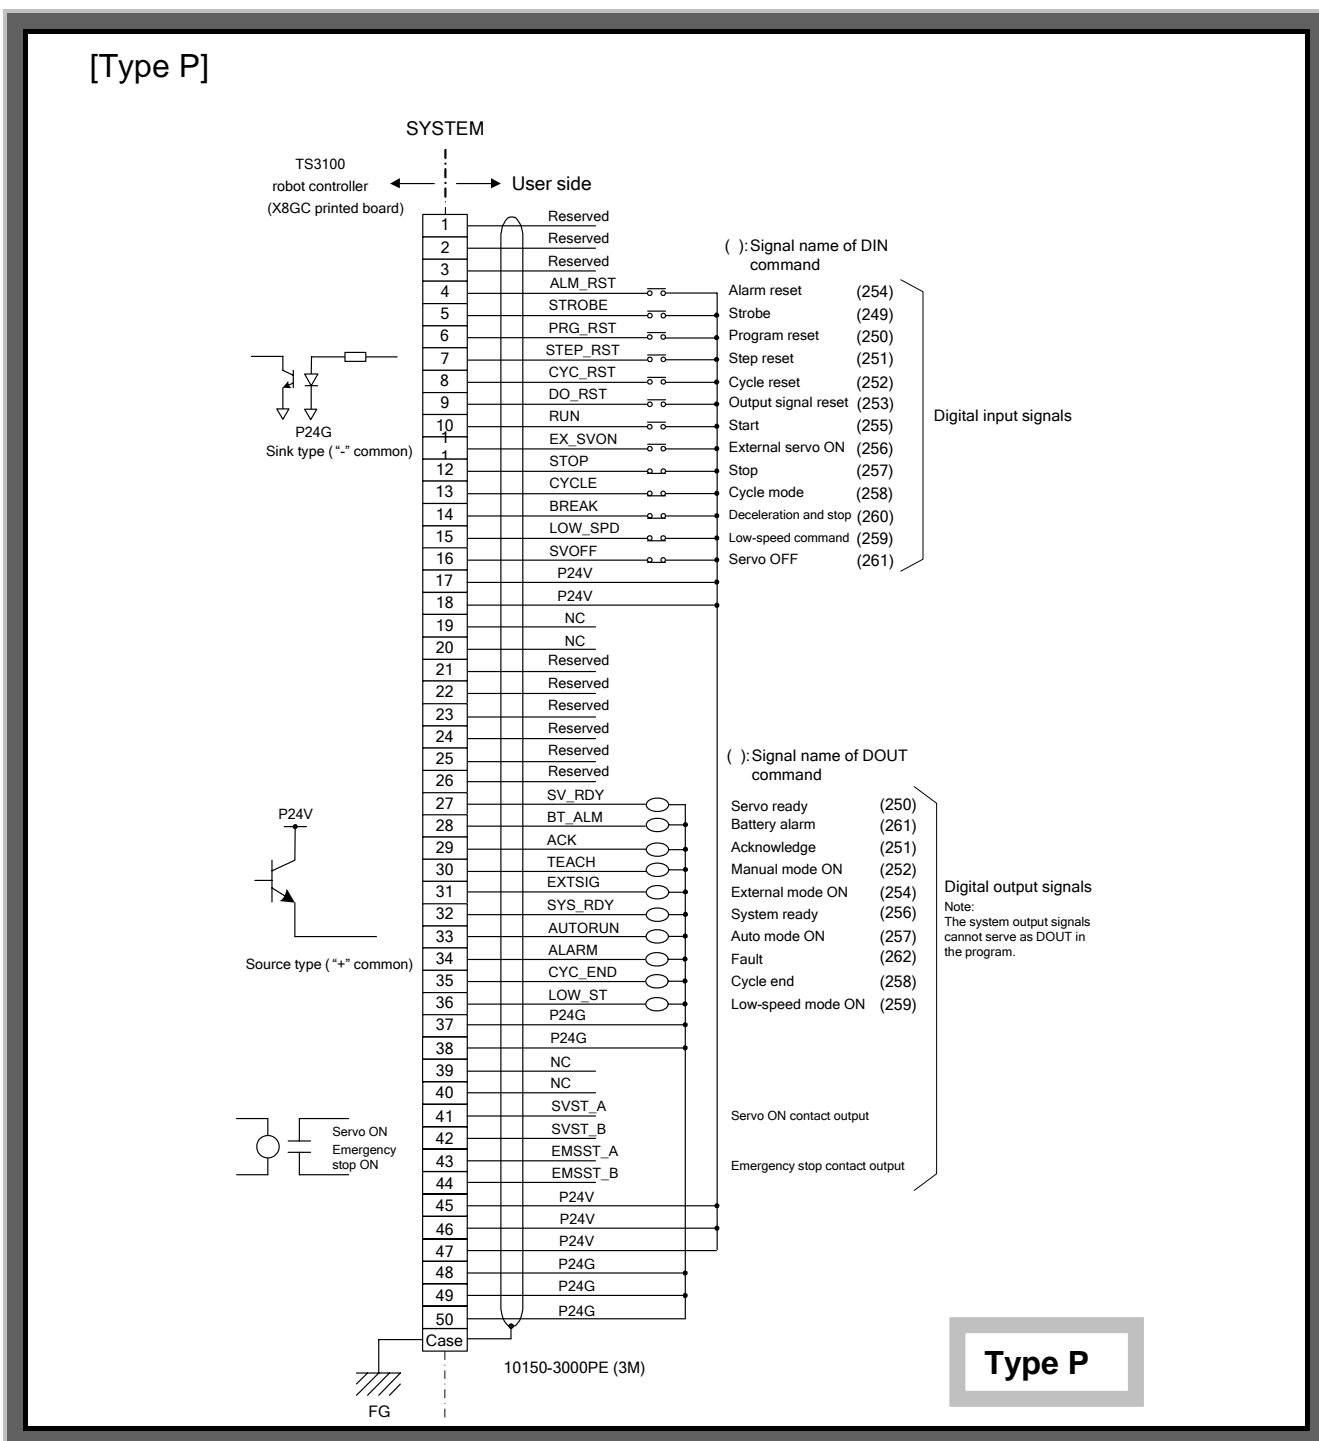 [Type P]
SYSTEM
TS3100
robot controller
(X8GC printed board)
User side
1 Reserved
2 Reserved
3 Reserved
( ):Signal name of DIN
command
4 ALM_RST Alarm reset (254)
5 STROBE Strobe (249)
6 PRG_RST Program reset (250)
7 STEP_RST Step reset (251)
8 CYC_RST Cycle reset (252)
9 DO_RST Output signal reset (253)
10 RUN Start (255)
11 EX_SVON External servo ON (256)
12 STOP Stop (257)
13 CYCLE Cycle mode (258)
14 BREAK Deceleration and stop (260)
15 LOW_SPD Low-speed command (259)
16 SVOFF Servo OFF (261)
Digital input signals
P24G
Sink type ( "-" common)
17 P24V
18 P24V
19 NC
20 NC
21 Reserved
22 Reserved
23 Reserved
24 Reserved
25 Reserved
26 Reserved
( ):Signal name of DOUT
command
27 SV_RDY Servo ready (250)
28 BT_ALM Battery alarm (261)
29 ACK Acknowledge (251)
30 TEACH Manual mode ON (252)
31 EXTSIG External mode ON (254)
32 SYS_RDY System ready (256)
33 AUTORUN Auto mode ON (257)
34 ALARM Fault (262)
35 CYC_END Cycle end (258)
36 LOW_ST Low-speed mode ON (259)
Digital output signals
Note:
The system output signals
cannot serve as DOUT in
the program.
P24V
Source type ( "+" common)
37 P24G
38 P24G
39 NC
40 NC
41 SVST_A Servo ON contact output
42 SVST_B
43 EMSST_A Emergency stop contact output
44 EMSST_B
Servo ON
Emergency
stop ON
45 P24V
46 P24V
47 P24V
48 P24G
49 P24G
50 P24G
Case
10150-3000PE (3M)
FG
Type P